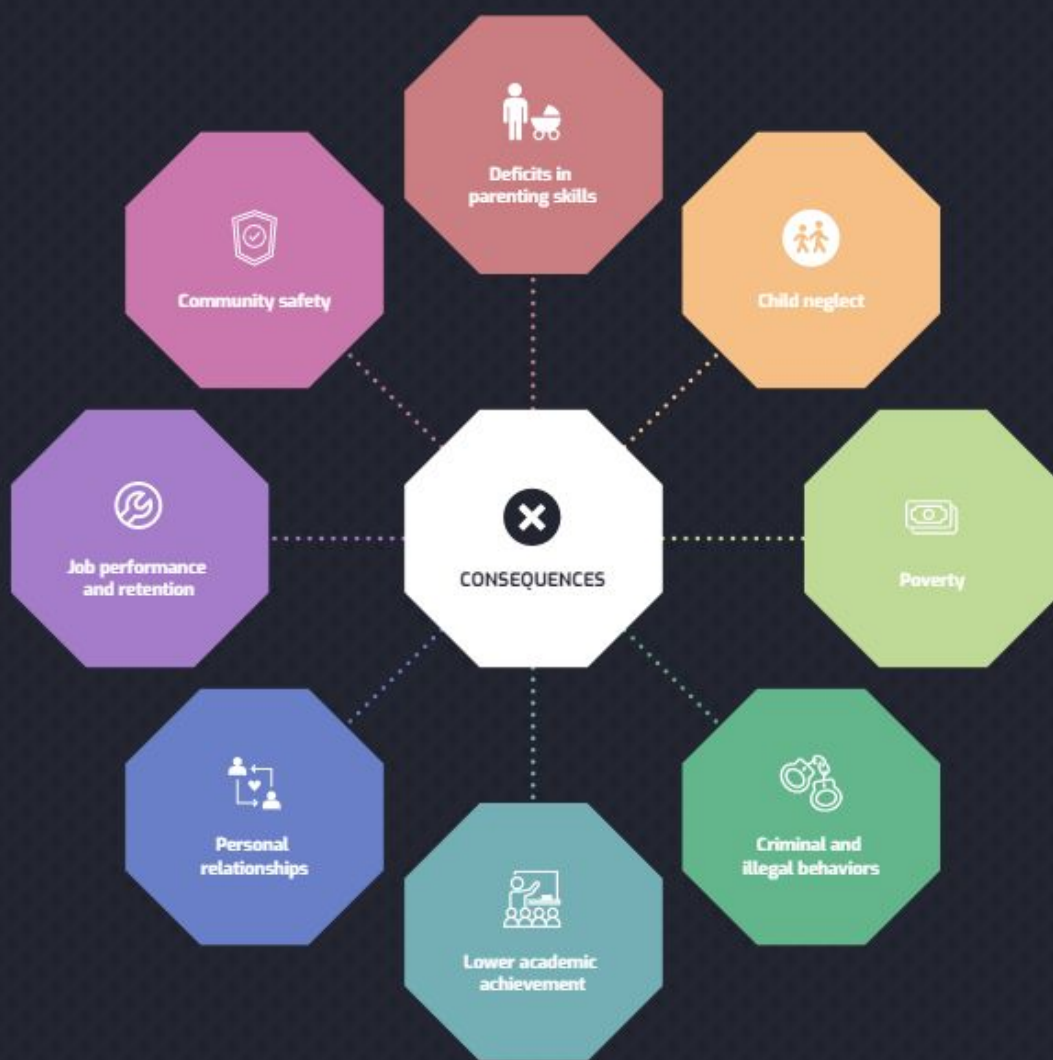 Deficits in
parenting skills
Community safety
Child neglect
Job performance
and retention
CONSEQUENCES
Poverty
Personal
relationships
Criminal and
illegal behaviors
Lower academic
achievement